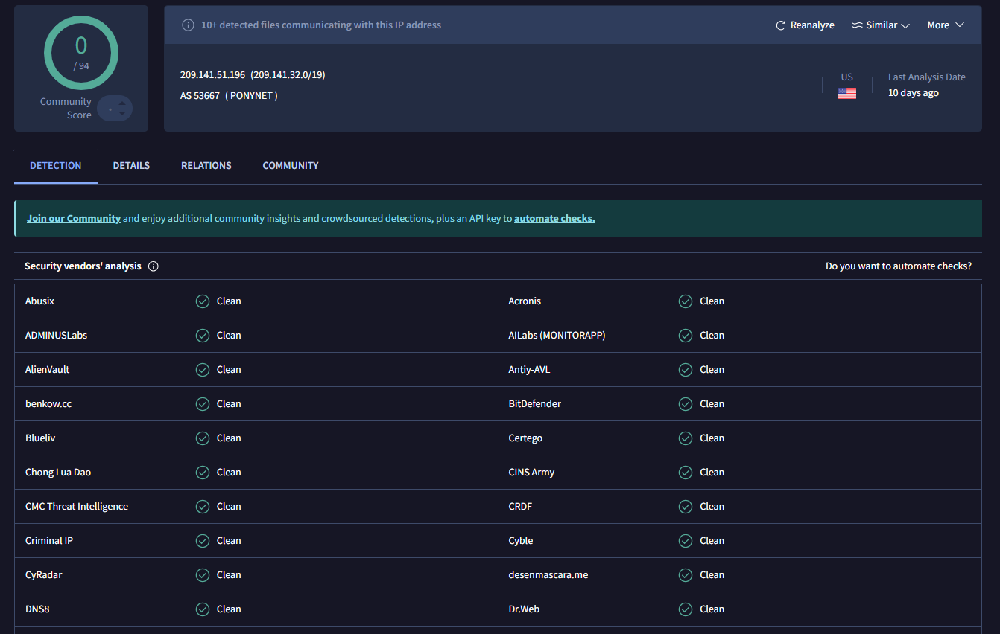 0
/ 94
Community
Score
10+ detected files communicating with this IP address
Reanalyze Similar More
209.141.51.196 (209.141.32.0/19)
AS 53667 ( PONYNET )
US
Last Analysis Date
10 days ago
DETECTION DETAILS RELATIONS COMMUNITY
Join our Community and enjoy additional community insights and crowdsourced detections, plus an API key to automate checks.
Security vendors' analysis Do you want to automate checks?
Abusix Clean Acronis Clean
ADMINUSLabs Clean AILabs (MONITORAPP) Clean
AlienVault Clean Antiy-AVL Clean
benkow.cc Clean BitDefender Clean
Blueliv Clean Certego Clean
Chong Lua Dao Clean CINS Army Clean
CMC Threat Intelligence Clean CRDF Clean
Criminal IP Clean Cyble Clean
CyRadar Clean desenmascara.me Clean
DNS8 Clean Dr.Web Clean